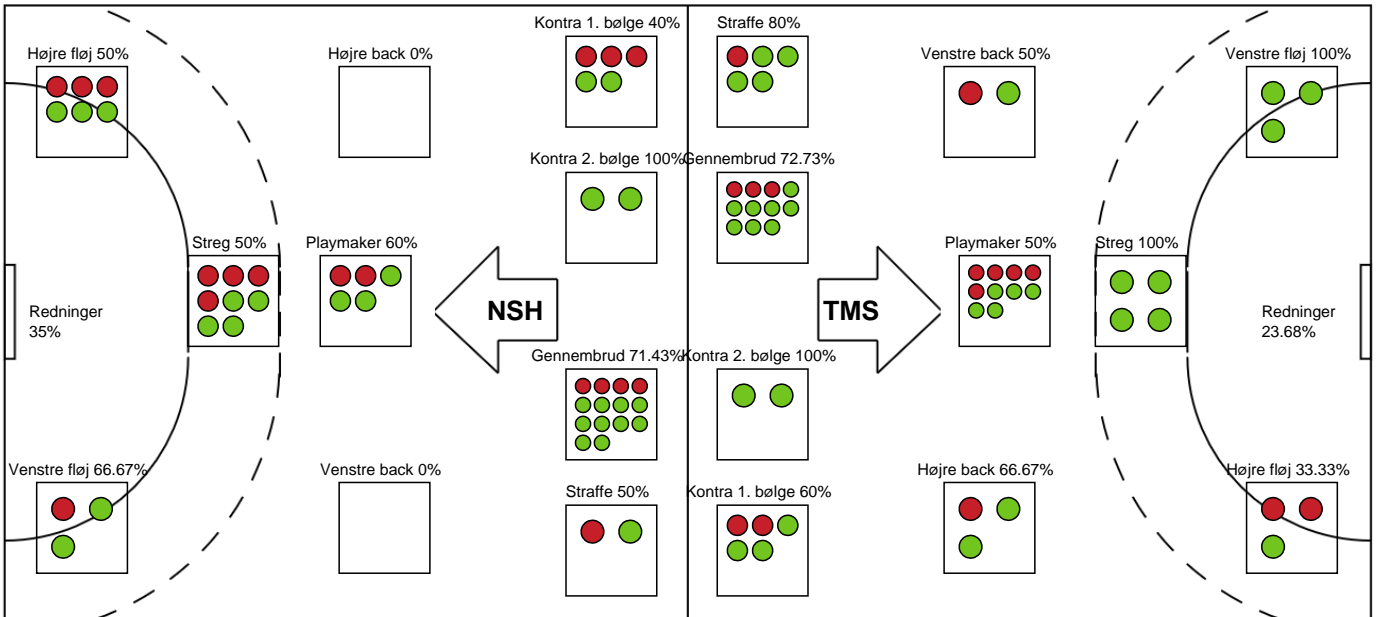 Kontra 1. bølge 40%
Straffe 80%
Højre fløj 50%
Højre back 0%
Venstre back 50%
Venstre fløj 100%
Kontra 2. bølge 100%
Gennembrud 72.73%
Streg 50%
Playmaker 60%
Playmaker 50%
Streg 100%
Redninger
35%
NSH
TMS
Redninger
23.68%
Gennembrud 71.43%
Kontra 2. bølge 100%
Venstre fløj 66.67%
Venstre back 0%
Højre back 66.67%
Højre fløj 33.33%
Straffe 50%
Kontra 1. bølge 60%